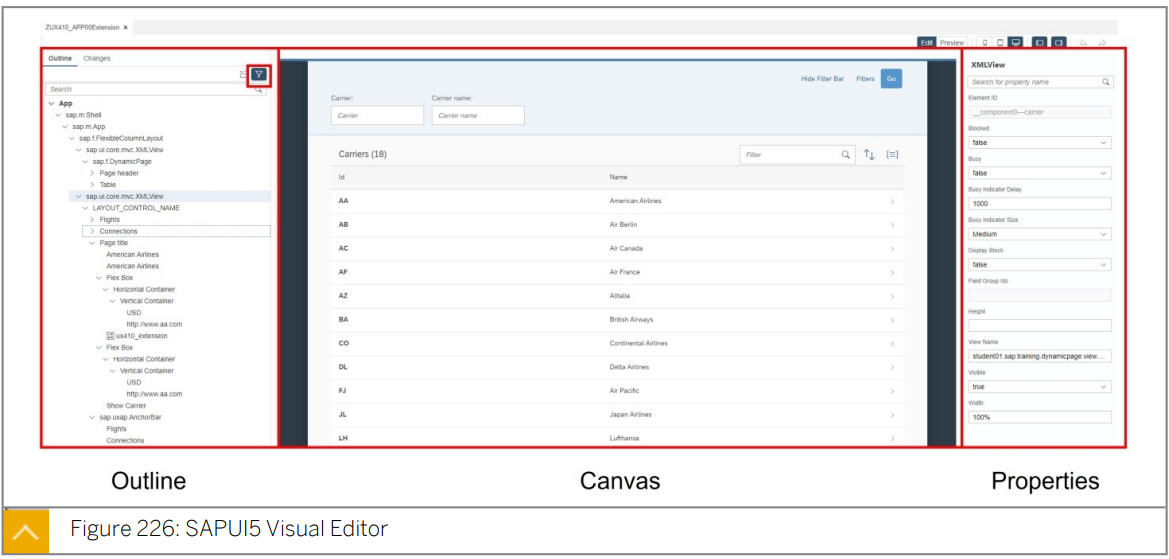 ZUX410_APP00Extension ×
Edit Preview
Outline Changes
Search
App
sap.m.Shell
sap.m.App
sap.f.FlexibleColumnLayout
sap.ui.core.mvc.XMLView
sap.f.DynamicPage
Page header
Table
sap.ui.core.mvc.XMLView
LAYOUT_CONTROL_NAME
Flights
Connections
Page title
American Airlines
American Airlines
Flex Box
Horizontal Container
Vertical Container
USD
http://www.aa.com
ux410_extension
Flex Box
Horizontal Container
Vertical Container
USD
http://www.aa.com
Show Carrier
sap.uxap.AnchorBar
Flights
Connections
Hide Filter Bar Filters Go
Carrier: Carrier name:
Carrier Carrier name
Carriers (18) Filter
Id Name
AA American Airlines
AB Air Berlin
AC Air Canada
AF Air France
AZ Alitalia
BA British Airways
CO Continental Airlines
DL Delta Airlines
FJ Air Pacific
JL Japan Airlines
LH Lufthansa
XMLView
Search for property name
Element ID
__component0---carrier
Blocked
false
Busy
false
Busy Indicator Delay
1000
Busy Indicator Size
Medium
Display Block
false
Field Group Ids
Height
View Name
student01.sap.training.dynamicpage.view....
Visible
true
Width
100%
Outline Canvas Properties
Figure 226: SAPUI5 Visual Editor